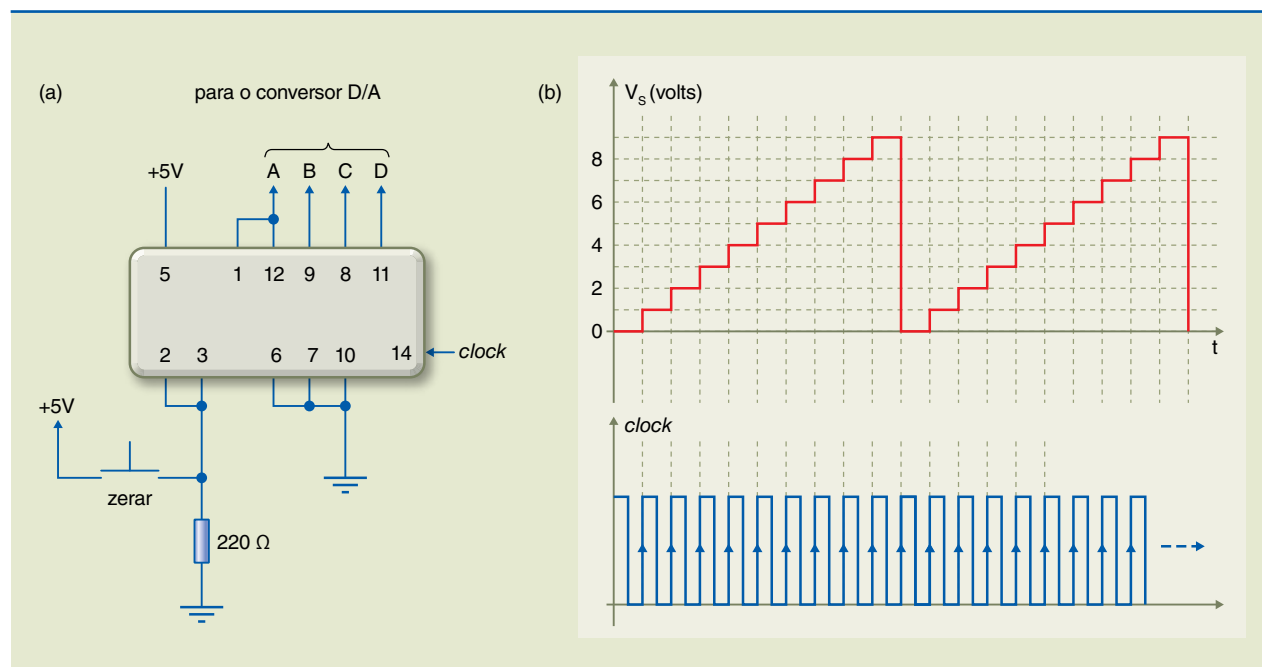 (a)
para o conversor D/A
A B C D
+5V
5 1 12 9 8 11
2 3 6 7 10 14
clock
+5V
zerar
220 Ω
(b)
V_S (volts)
8
6
4
2
0
t
clock